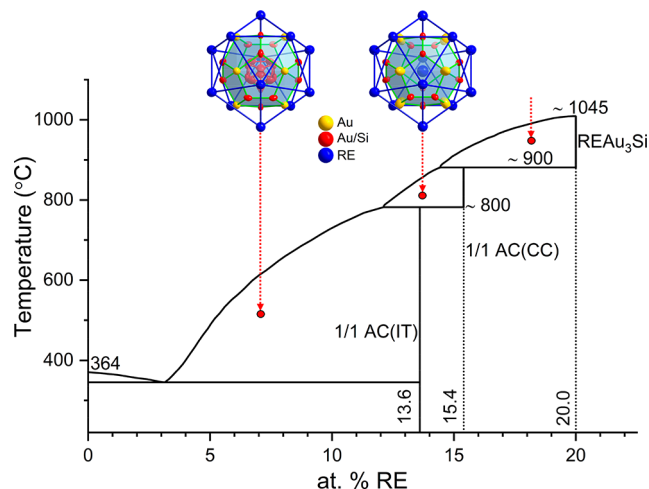 Au
Au/Si
RE
~ 1045
REAu₃Si
~ 900
~ 800
1/1 AC(CC)
1/1 AC(IT)
364
13.6
15.4
20.0
Temperature (°C)
1000
800
600
400
0
5
10
15
20
at. % RE